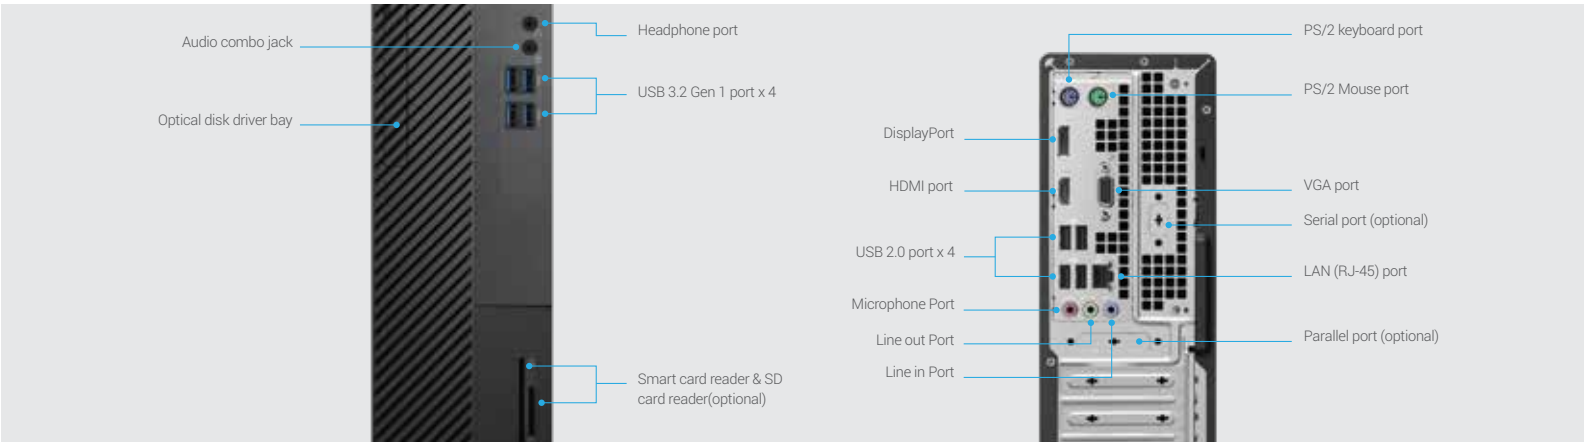 Audio combo jack
Optical disk driver bay
Headphone port
USB 3.2 Gen 1 port x 4
Smart card reader & SD
card reader(optional)
DisplayPort
HDMI port
USB 2.0 port x 4
Microphone Port
Line out Port
Line in Port
PS/2 keyboard port
PS/2 Mouse port
VGA port
Serial port (optional)
LAN (RJ-45) port
Parallel port (optional)